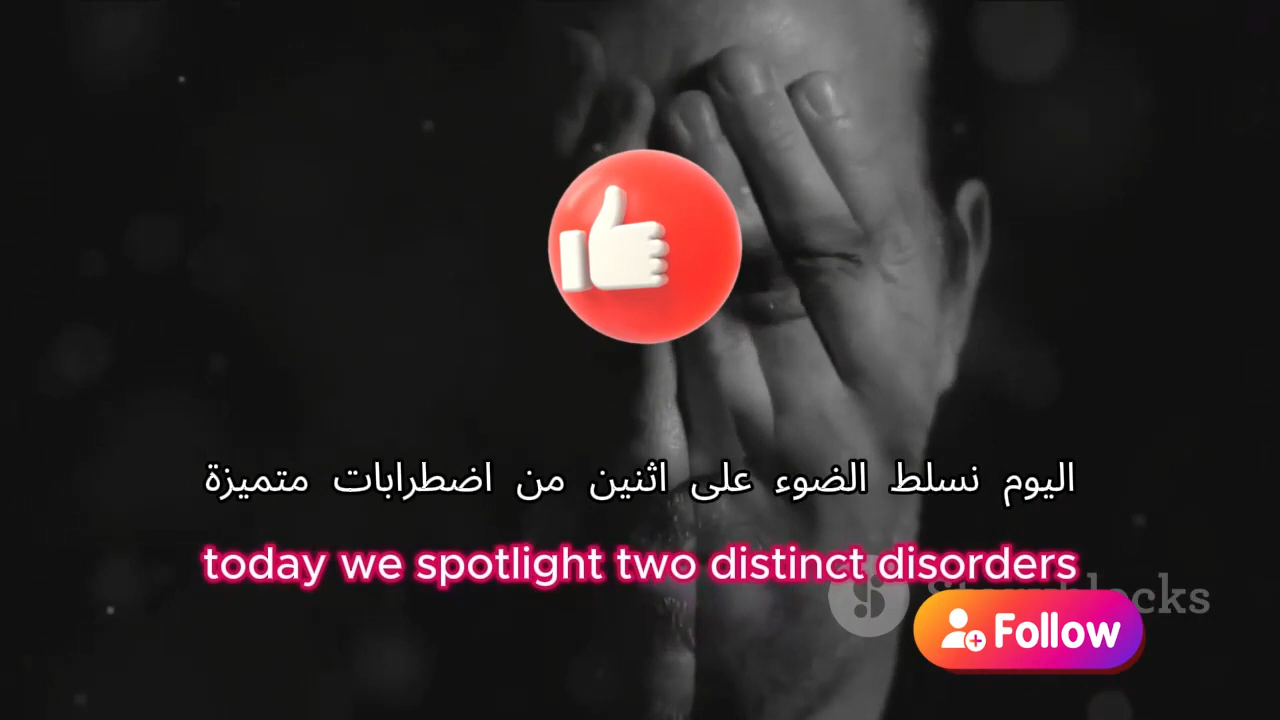 اليوم نسلط الضوء على اثنين من اضطرابات متميزة
today we spotlight two distinct disorders
Follow